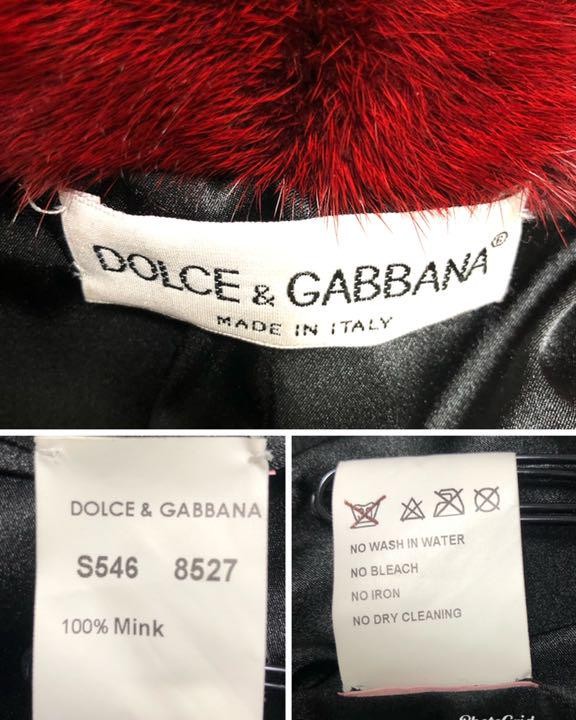 DOLCE & GABBANA®
MADE IN ITALY
DOLCE & GABBANA
S546 8527
100% Mink
NO WASH IN WATER
NO BLEACH
NO IRON
NO DRY CLEANING
PhotoGrid